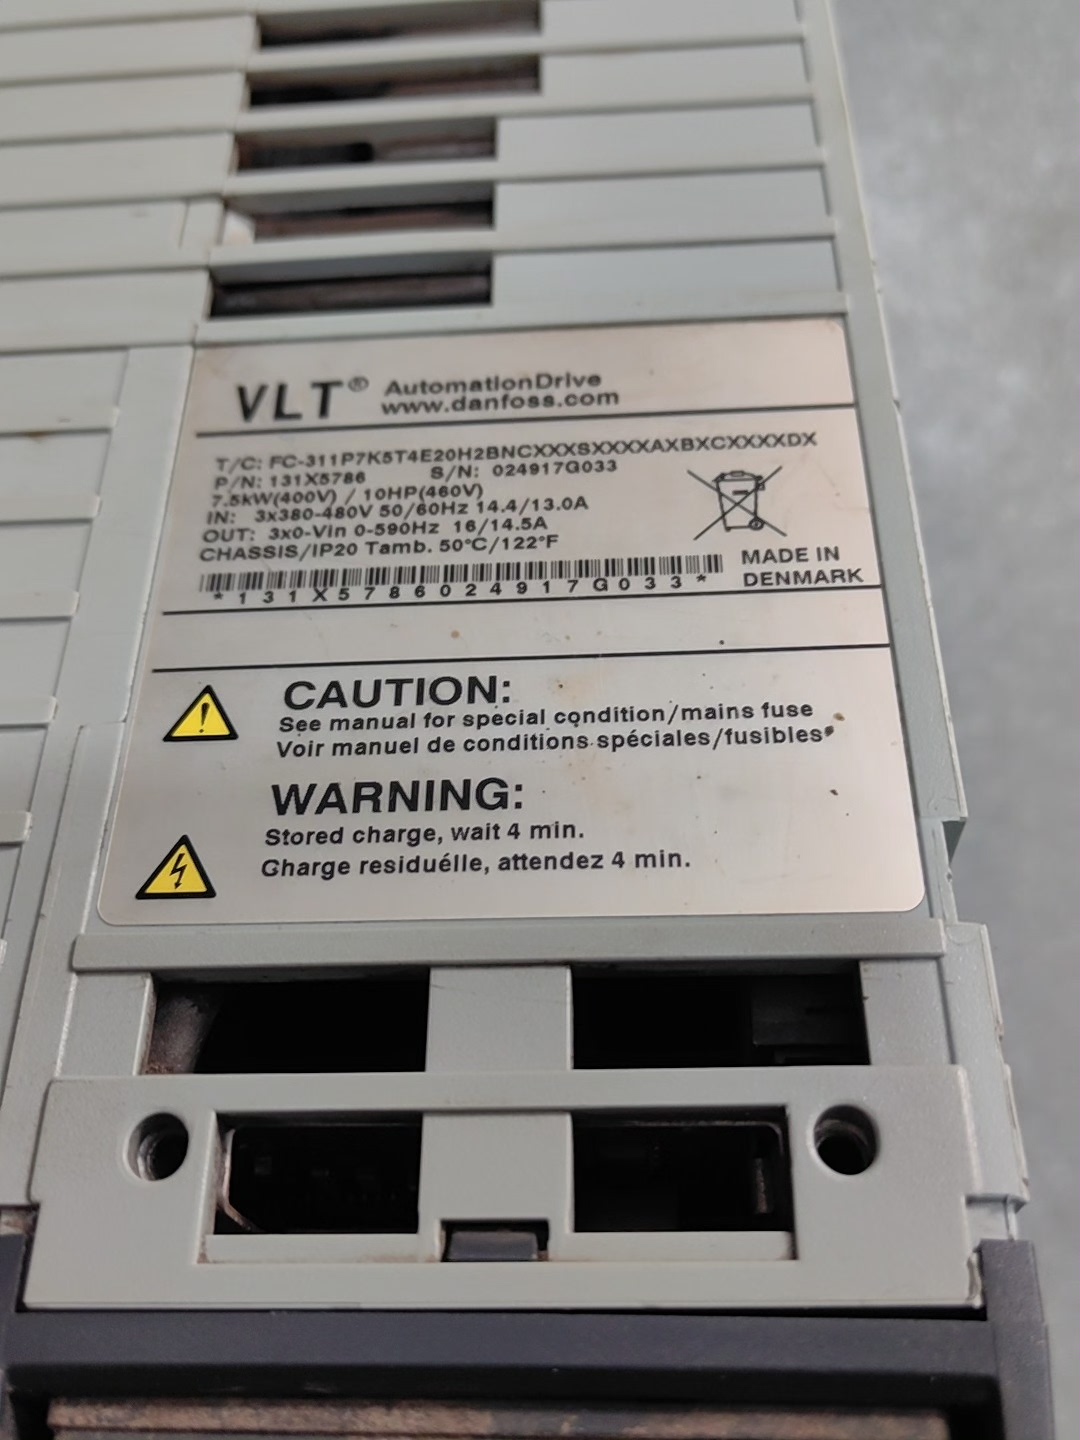 VLT® AutomationDrive
www.danfoss.com
T/C: FC-311P7K5T4E20H2BNCXXXSXXXXAXBXCXXXXDX
P/N: 131X5786 S/N: 024917G033
7.5kW(400V) / 10HP(460V)
IN: 3x380-480V 50/60Hz 14.4/13.0A
OUT: 3x0-Vin 0-590Hz 16/14.5A
CHASSIS/IP20 Tamb. 50°C/122°F
*131X5786024917G033*
MADE IN
DENMARK
CAUTION:
See manual for special condition/mains fuse
Voir manuel de conditions spéciales/fusibles
WARNING:
Stored charge, wait 4 min.
Charge residuélle, attendez 4 min.